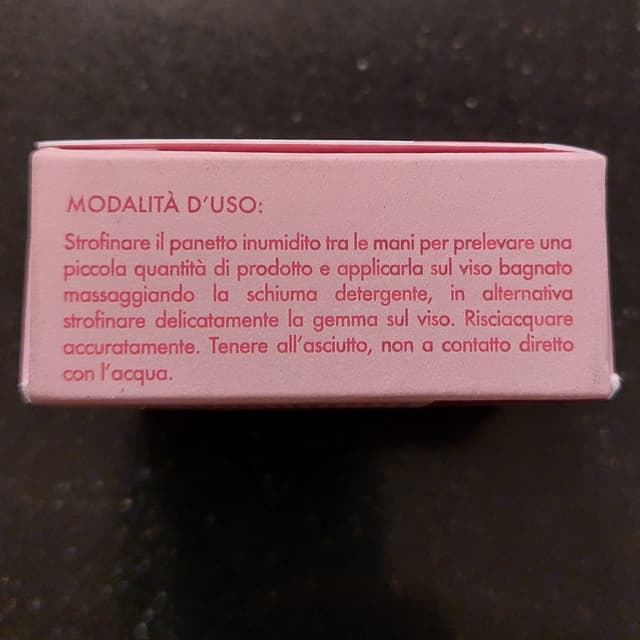 MODALITÀ D'USO:
Strofinare il panetto inumidito tra le mani per prelevare una
piccola quantità di prodotto e applicarla sul viso bagnato
massaggiando la schiuma detergente, in alternativa
strofinare delicatamente la gemma sul viso. Risciacquare
accuratamente. Tenere all'asciutto, non a contatto diretto
con l'acqua.